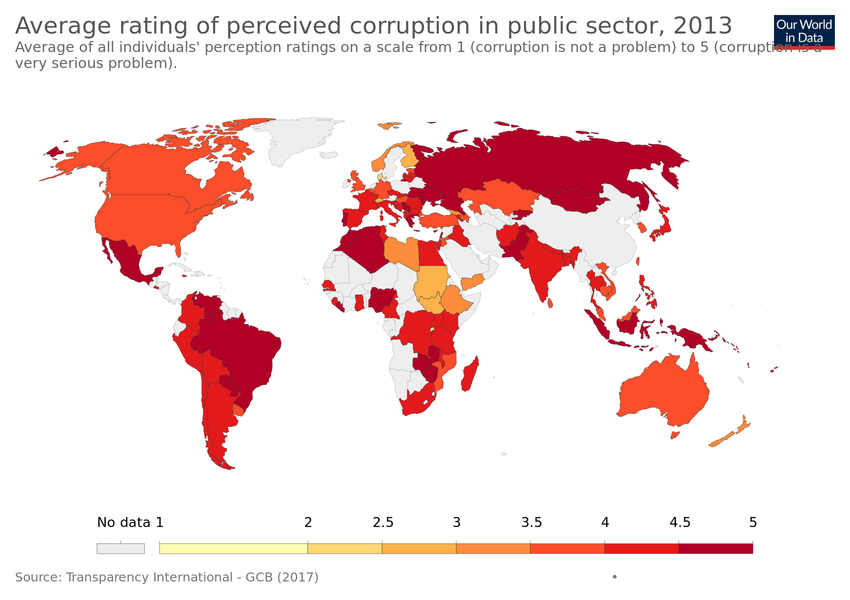 Average rating of perceived corruption in public sector, 2013
Our World
in Data
Average of all individuals' perception ratings on a scale from 1 (corruption is not a problem) to 5 (corruption is a
very serious problem).
No data 1 2 2.5 3 3.5 4 4.5 5
Source: Transparency International - GCB (2017)